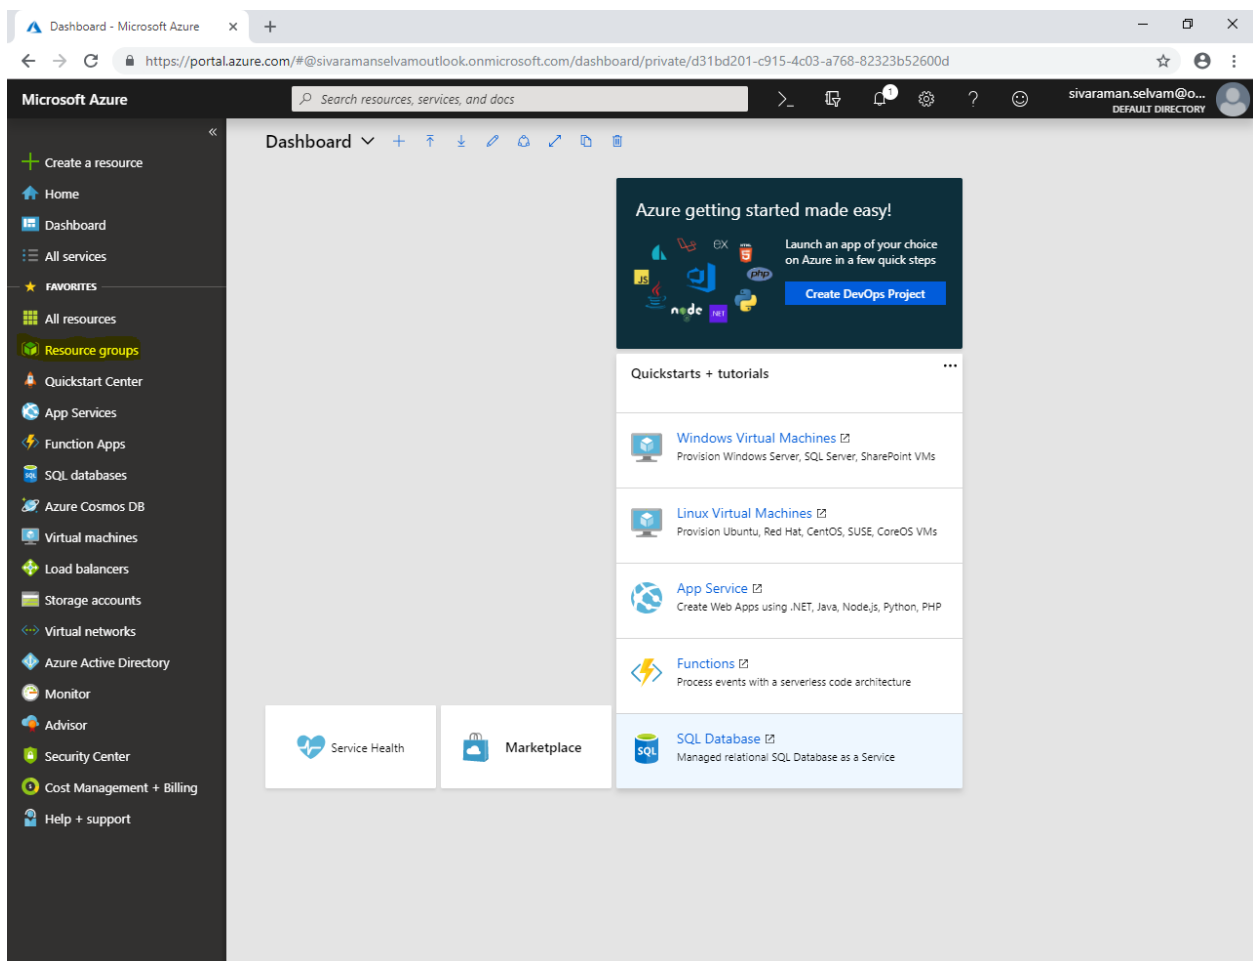 Dashboard - Microsoft Azure
https://portal.azure.com/#@sivaramanselvamoutlook.onmicrosoft.com/dashboard/private/d31bd201-c915-4c03-a768-82323b52600d
Microsoft Azure
Search resources, services, and docs
1
sivaraman.selvam@o...
DEFAULT DIRECTORY
Dashboard
Create a resource
Home
Dashboard
All services
FAVORITES
All resources
Resource groups
Quickstart Center
App Services
Function Apps
SQL databases
Azure Cosmos DB
Virtual machines
Load balancers
Storage accounts
Virtual networks
Azure Active Directory
Monitor
Advisor
Security Center
Cost Management + Billing
Help + support
Azure getting started made easy!
Launch an app of your choice
on Azure in a few quick steps
Create DevOps Project
ex
HTML
5
JS
php
node
.NET
Quickstarts + tutorials
Windows Virtual Machines
Provision Windows Server, SQL Server, SharePoint VMs
Linux Virtual Machines
Provision Ubuntu, Red Hat, CentOS, SUSE, CoreOS VMs
App Service
Create Web Apps using .NET, Java, Node.js, Python, PHP
Functions
Process events with a serverless code architecture
SQL
SQL Database
Managed relational SQL Database as a Service
Service Health
Marketplace